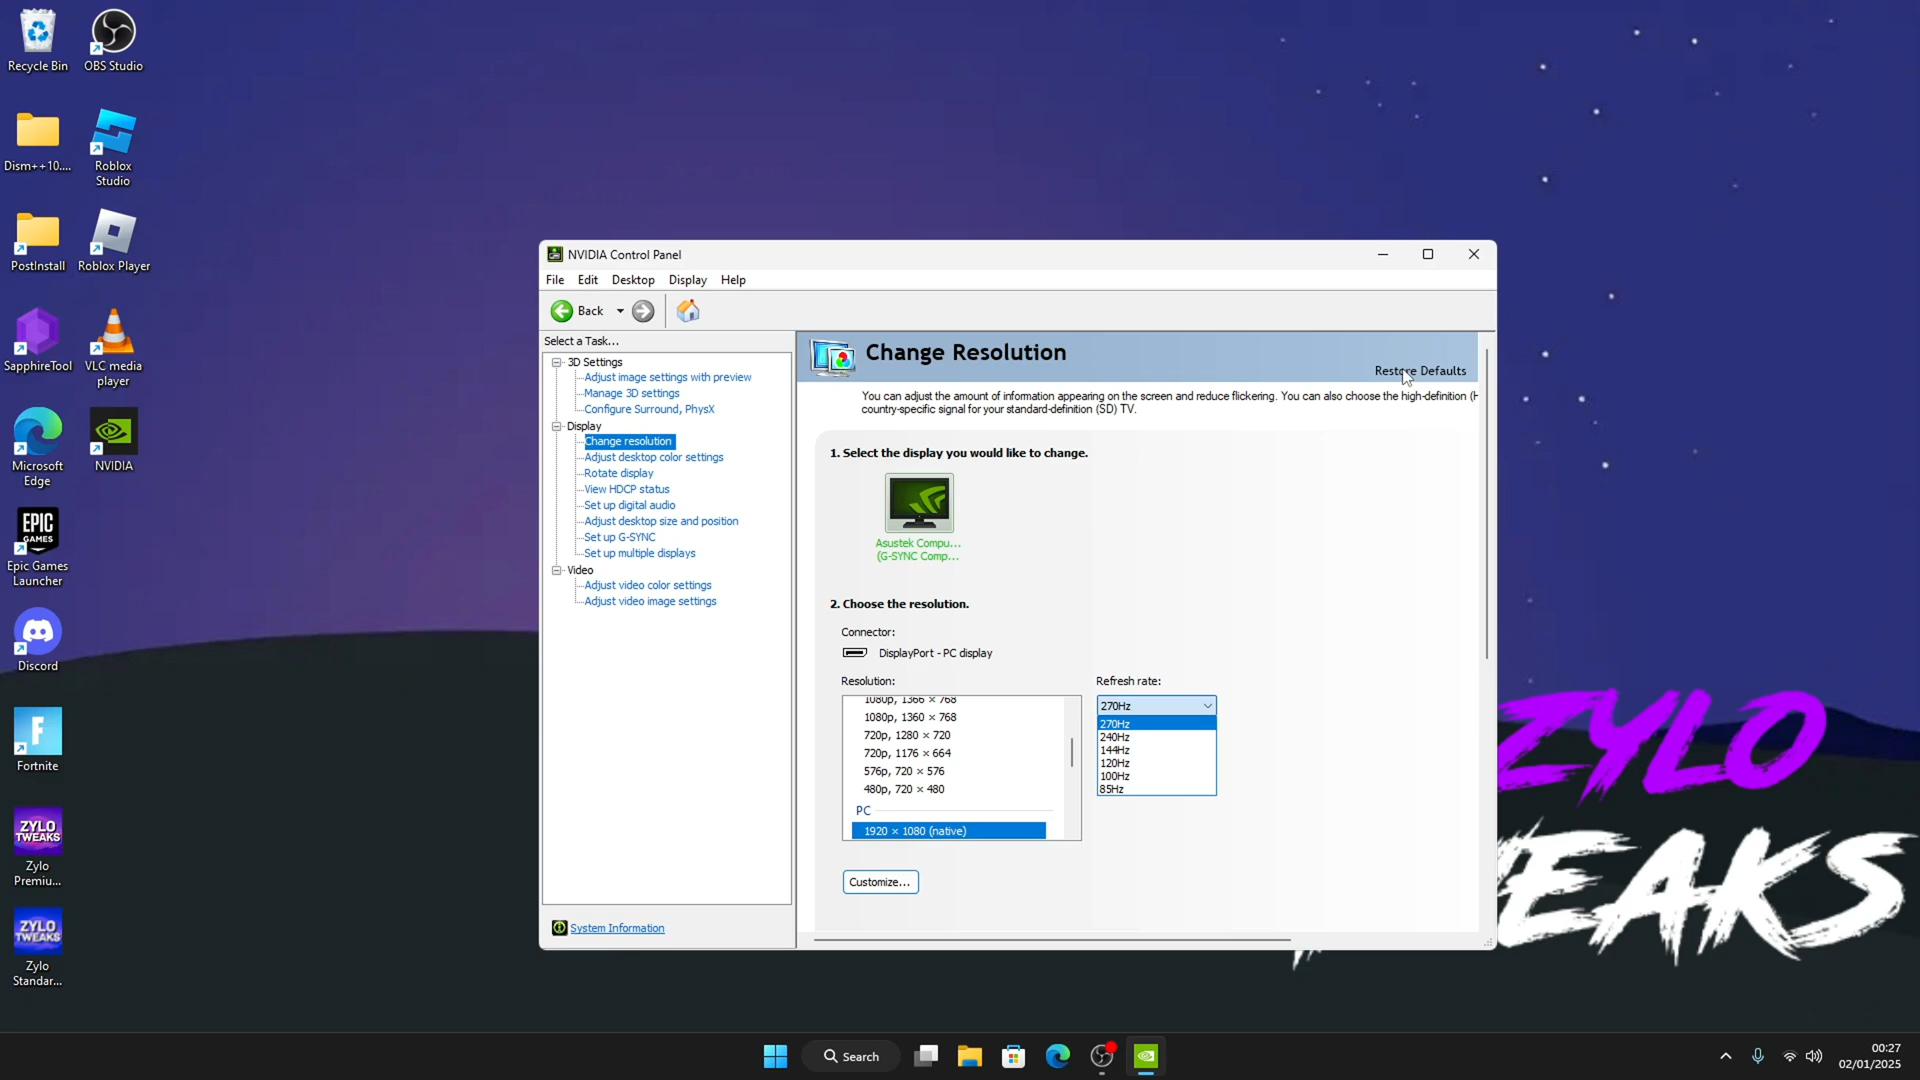 Recycle Bin
OBS Studio
Dism++10....
Roblox
Studio
PostInstall
Roblox Player
SapphireTool
VLC media
player
Microsoft
Edge
NVIDIA
EPIC
GAMES
Epic Games
Launcher
Discord
Fortnite
ZYLO
TWEAKS
Zylo
Premiu...
ZYLO
TWEAKS
Zylo
Standar...
NVIDIA Control Panel
File Edit Desktop Display Help
Back
Select a Task...
3D Settings
Adjust image settings with preview
Manage 3D settings
Configure Surround, PhysX
Display
Change resolution
Adjust desktop color settings
Rotate display
View HDCP status
Set up digital audio
Adjust desktop size and position
Set up G-SYNC
Set up multiple displays
Video
Adjust video color settings
Adjust video image settings
System Information
Change Resolution
Restore Defaults
You can adjust the amount of information appearing on the screen and reduce flickering. You can also choose the high-definition (H
country-specific signal for your standard-definition (SD) TV.
1. Select the display you would like to change.
Asustek Compu...
(G-SYNC Comp...
2. Choose the resolution.
Connector:
DisplayPort - PC display
Resolution:
1080p, 1366 × 768
1080p, 1360 × 768
720p, 1280 × 720
720p, 1176 × 664
576p, 720 × 576
480p, 720 × 480
PC
1920 × 1080 (native)
Refresh rate:
270Hz
270Hz
240Hz
144Hz
120Hz
100Hz
85Hz
Customize...
ZYLO
EAKS
Search
00:27
02/01/2025